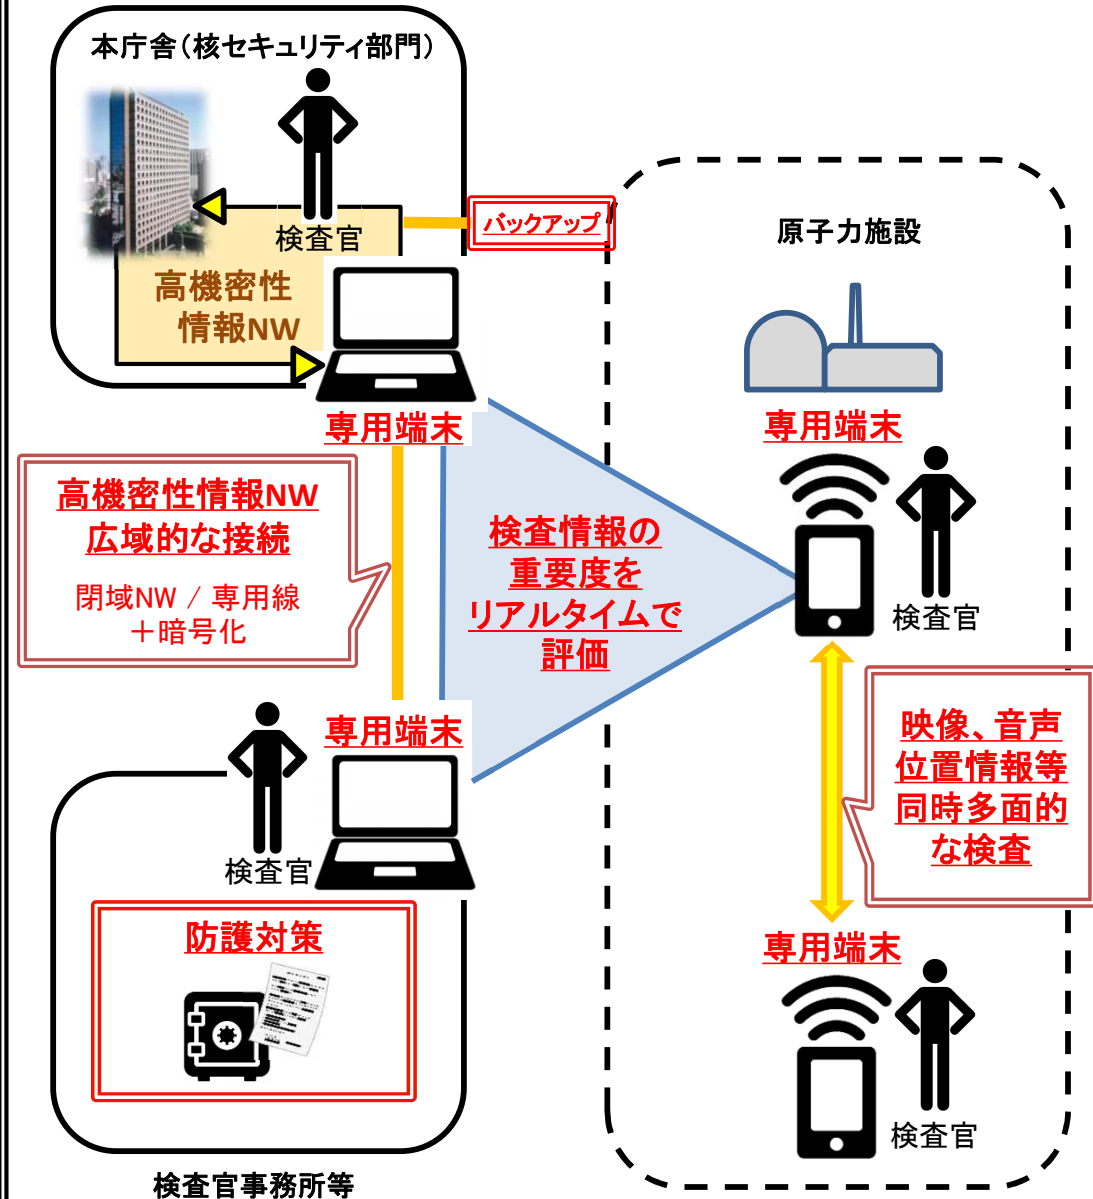 本庁舎（核セキュリティ部門）
検査官
高機密性
情報NW
バックアップ
専用端末
高機密性情報NW
広域的な接続
閉域NW / 専用線
＋暗号化
検査情報の
重要度を
リアルタイムで
評価
原子力施設
専用端末
検査官
映像、音声
位置情報等
同時多面的
な検査
専用端末
検査官
専用端末
検査官
防護対策
検査官事務所等